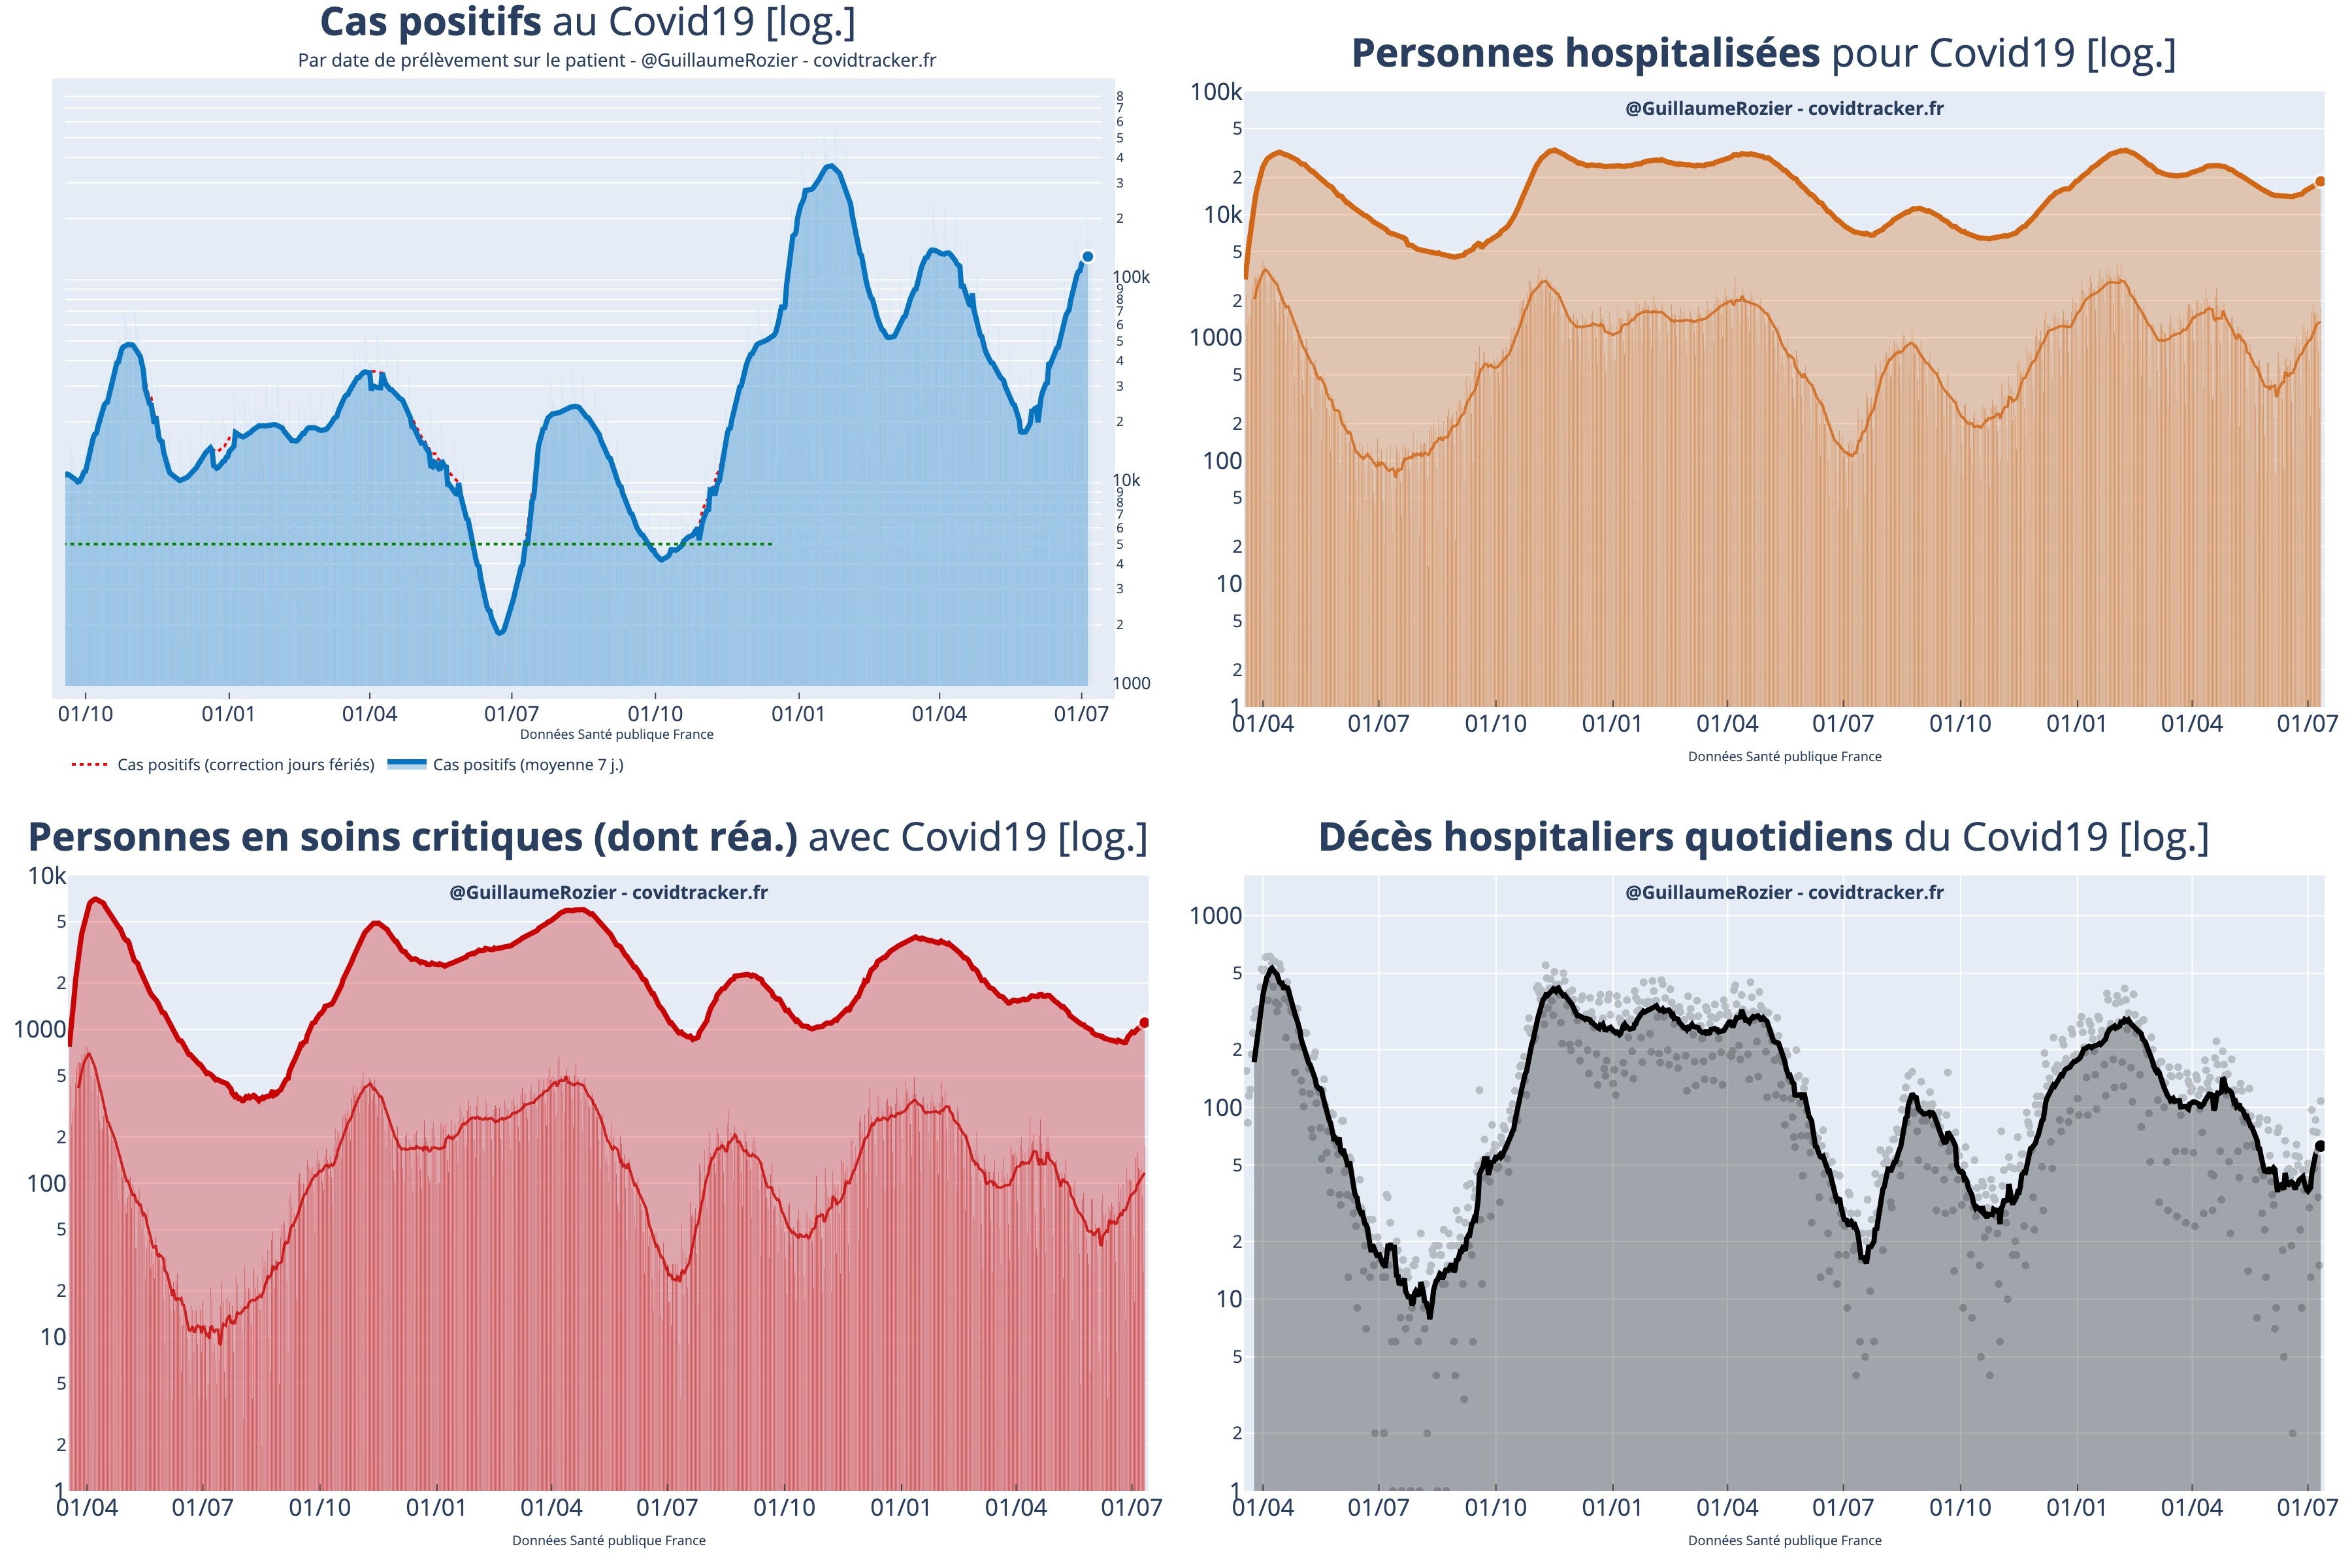 Cas positifs au Covid19 [log.]
Par date de prélèvement sur le patient - @GuillaumeRozier - covidtracker.fr
8
7
6
5
4
3
2
100k
9
8
7
6
5
4
3
2
10k
9
8
7
6
5
4
3
2
1000
01/10 01/01 01/04 01/07 01/10 01/01 01/04 01/07
Données Santé publique France
Cas positifs (correction jours fériés) Cas positifs (moyenne 7 j.)
Personnes hospitalisées pour Covid19 [log.]
@GuillaumeRozier - covidtracker.fr
100k
5
2
10k
5
2
1000
5
2
100
5
2
10
5
2
1
01/04 01/07 01/10 01/01 01/04 01/07 01/10 01/01 01/04 01/07
Données Santé publique France
Personnes en soins critiques (dont réa.) avec Covid19 [log.]
@GuillaumeRozier - covidtracker.fr
10k
5
2
1000
5
2
100
5
2
10
5
2
1
01/04 01/07 01/10 01/01 01/04 01/07 01/10 01/01 01/04 01/07
Données Santé publique France
Décès hospitaliers quotidiens du Covid19 [log.]
@GuillaumeRozier - covidtracker.fr
1000
5
2
100
5
2
10
5
2
1
01/04 01/07 01/10 01/01 01/04 01/07 01/10 01/01 01/04 01/07
Données Santé publique France